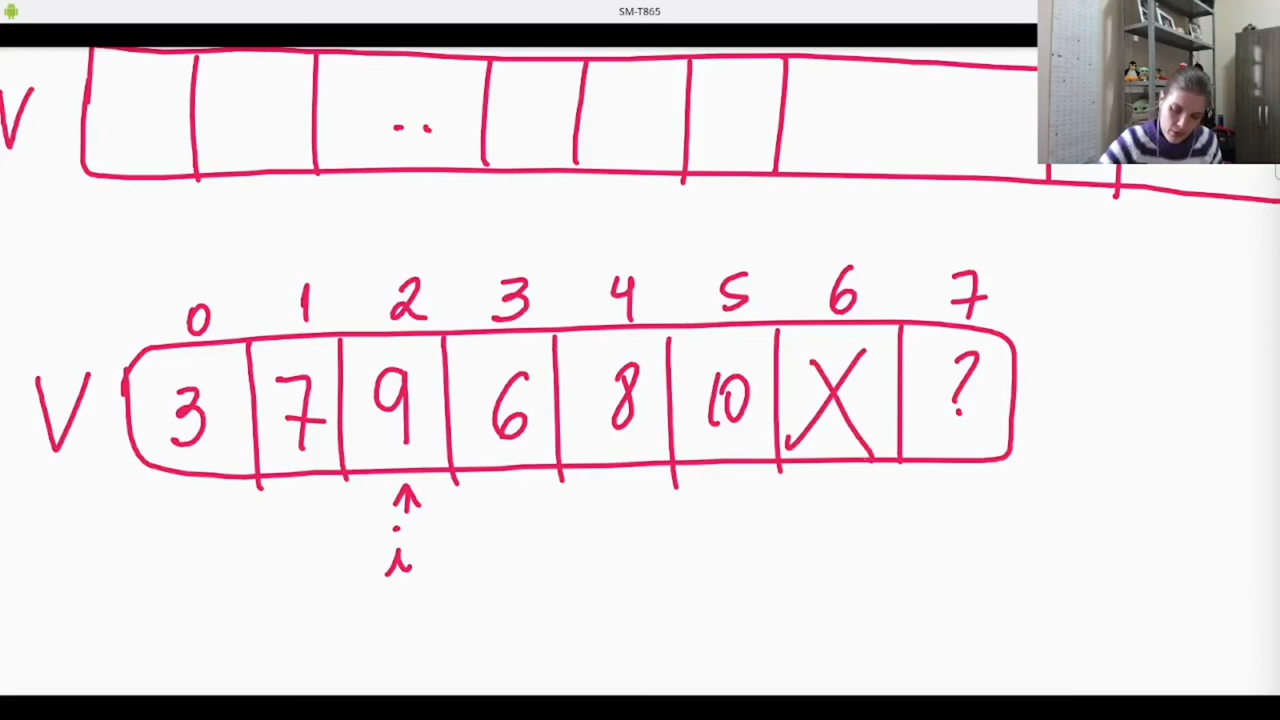 SM-T865
V ..
0 1 2 3 4 5 6 7
V 3 7 9 6 8 10 X ?
↑
i